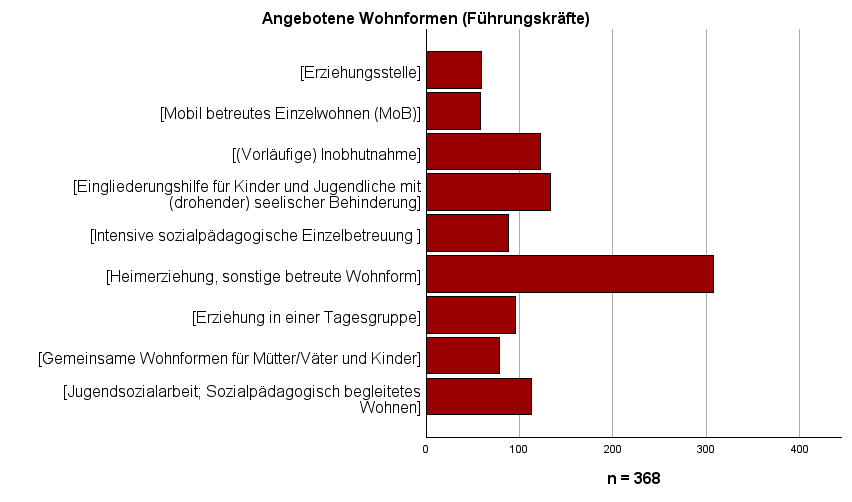 Angebotene Wohnformen (Führungskräfte)
[Erziehungsstelle]
[Mobil betreutes Einzelwohnen (MoB)]
[(Vorläufige) Inobhutnahme]
[Eingliederungshilfe für Kinder und Jugendliche mit
(drohender) seelischer Behinderung]
[Intensive sozialpädagogische Einzelbetreuung ]
[Heimerziehung, sonstige betreute Wohnform]
[Erziehung in einer Tagesgruppe]
[Gemeinsame Wohnformen für Mütter/Väter und Kinder]
[Jugendsozialarbeit; Sozialpädagogisch begleitetes
Wohnen]
0 100 200 300 400
n = 368